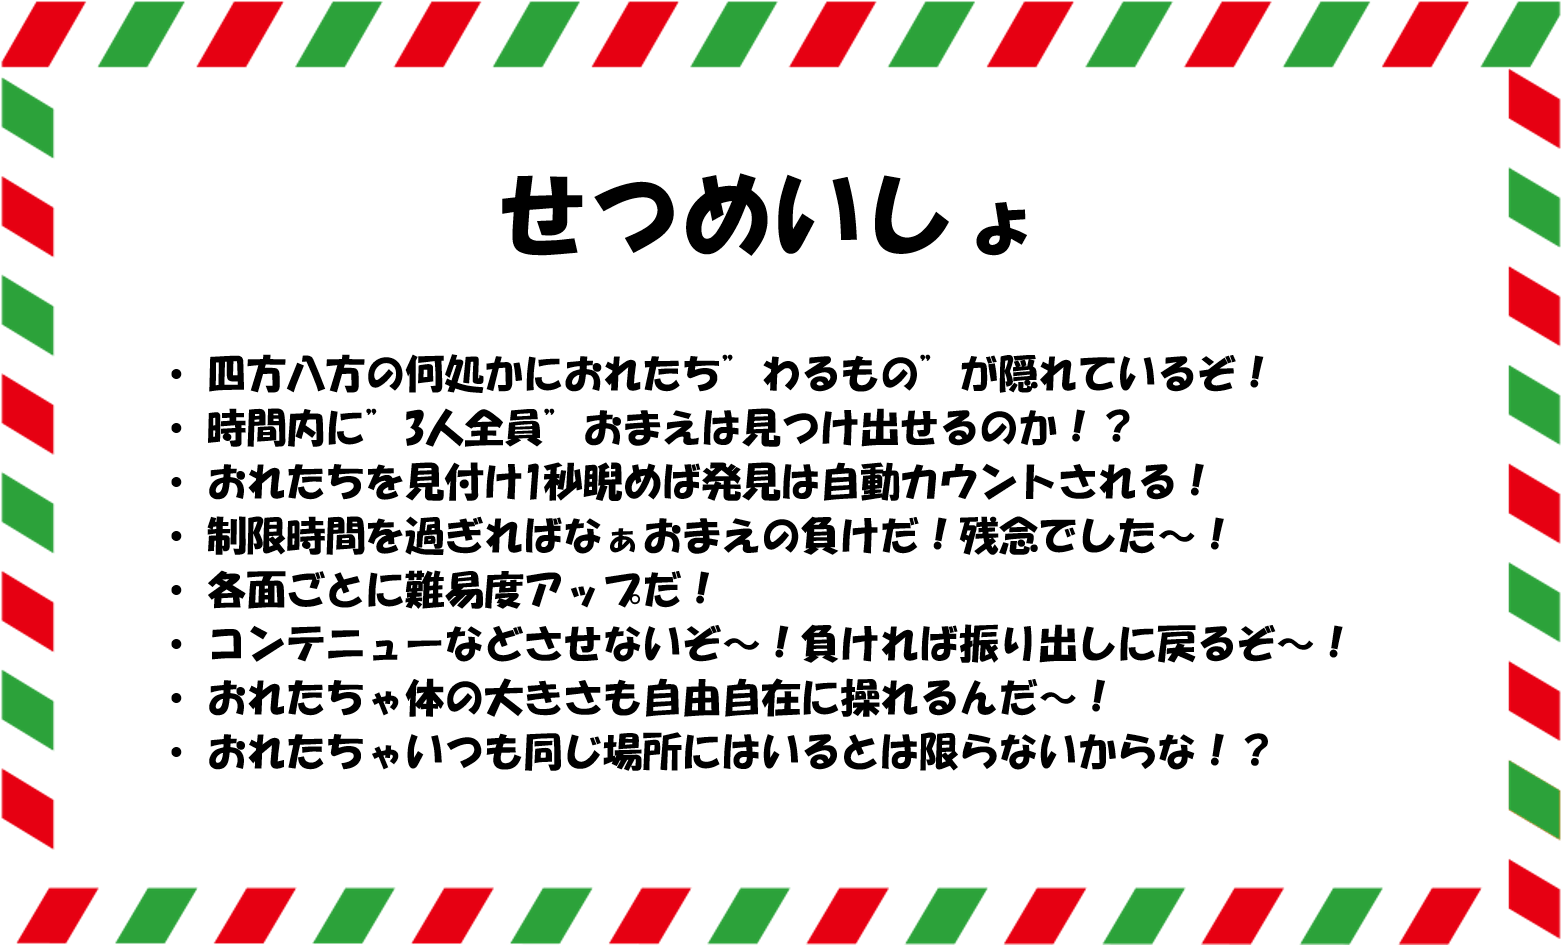 せつめいしょ
・ 四方八方の何処かにおれたち゛わるもの゛が隠れているぞ！
・ 時間内に゛3人全員゛おまえは見つけ出せるのか！？
・ おれたちを見付け1秒睨めば発見は自動カウントされる！
・ 制限時間を過ぎればなぁおまえの負けだ！残念でした～！
・ 各面ごとに難易度アップだ！
・ コンテニューなどさせないぞ～！負ければ振り出しに戻るぞ～！
・ おれたちゃ体の大きさも自由自在に操れるんだ～！
・ おれたちゃいつも同じ場所にはいるとは限らないからな！？